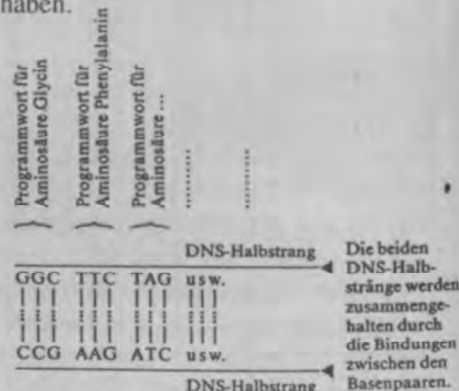 haben.
Programmwort für
Aminosäure Glycin
Programmwort für
Aminosäure Phenylalanin
Programmwort für
Aminosäure ...
............
............
DNS-Halbstrang
GGC TTC TAG usw.
CCG AAG ATC usw.
DNS-Halbstrang
Die beiden
DNS-Halb-
stränge werden
zusammenge-
halten durch
die Bindungen
zwischen den
Basenpaaren.